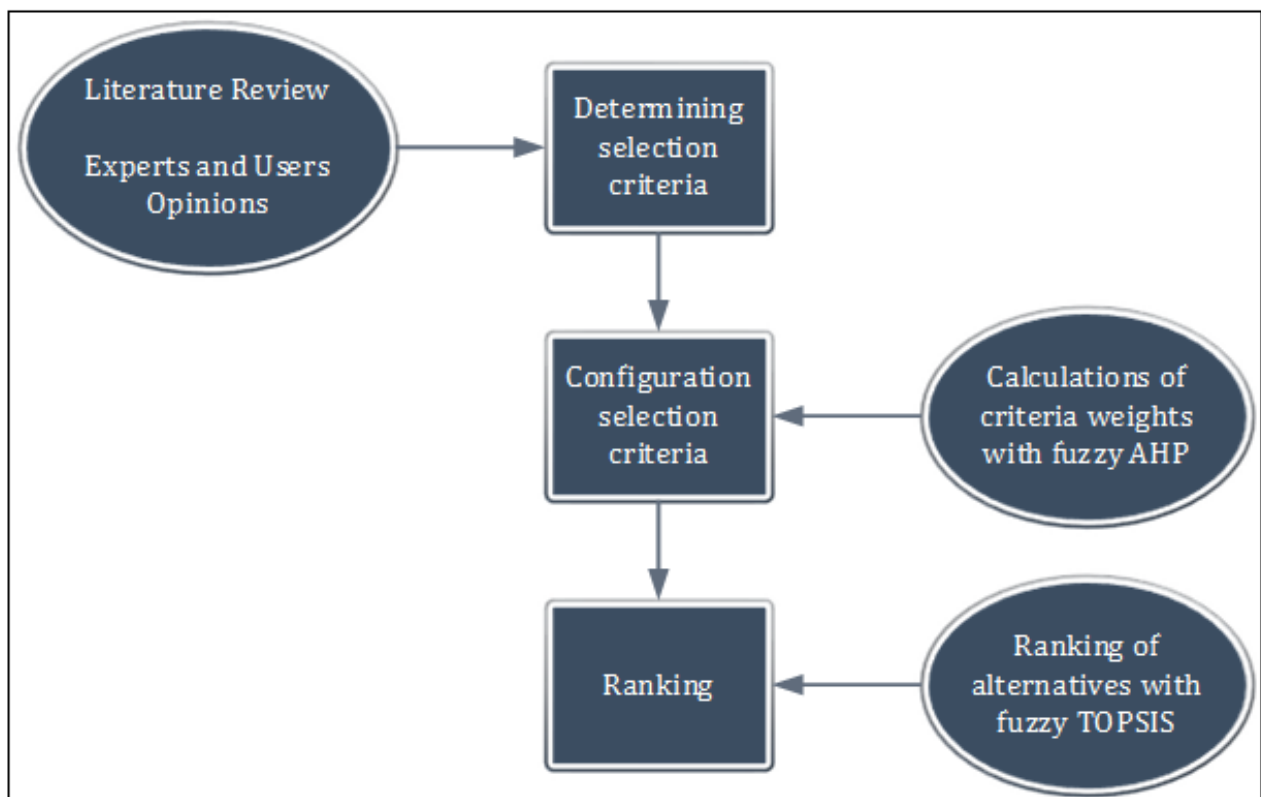 Literature Review
Experts and Users
Opinions
Determining
selection
criteria
Configuration
selection
criteria
Calculations of
criteria weights
with fuzzy AHP
Ranking
Ranking of
alternatives with
fuzzy TOPSIS